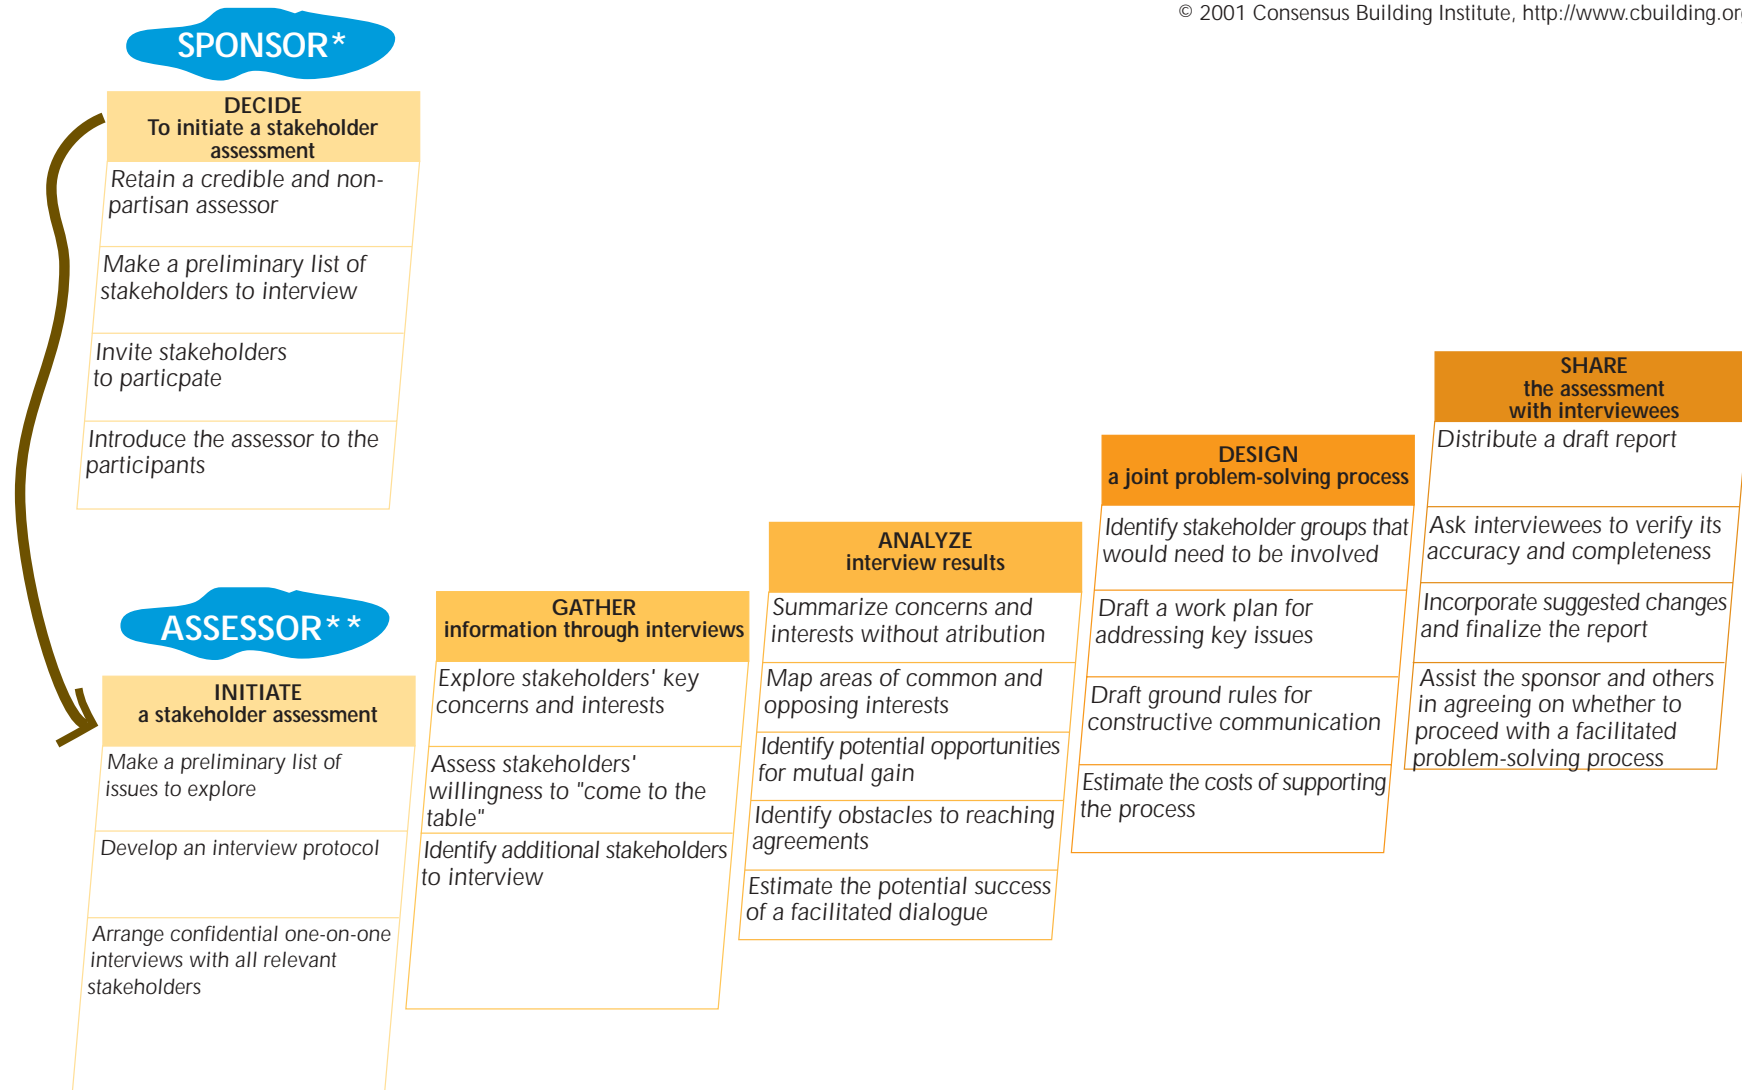 © 2001 Consensus Building Institute, http://www.cbuilding.or
SPONSOR*
DECIDE
To initiate a stakeholder
assessment
Retain a credible and non-
partisan assessor
Make a preliminary list of
stakeholders to interview
Invite stakeholders
to particpate
Introduce the assessor to the
participants
ASSESSOR**
INITIATE
a stakeholder assessment
Make a preliminary list of
issues to explore
Develop an interview protocol
Arrange confidential one-on-one
interviews with all relevant
stakeholders
GATHER
information through interviews
Explore stakeholders' key
concerns and interests
Assess stakeholders'
willingness to "come to the
table"
Identify additional stakeholders
to interview
ANALYZE
interview results
Summarize concerns and
interests without atribution
Map areas of common and
opposing interests
Identify potential opportunities
for mutual gain
Identify obstacles to reaching
agreements
Estimate the potential success
of a facilitated dialogue
DESIGN
a joint problem-solving process
Identify stakeholder groups that
would need to be involved
Draft a work plan for
addressing key issues
Draft ground rules for
constructive communication
Estimate the costs of supporting
the process
SHARE
the assessment
with interviewees
Distribute a draft report
Ask interviewees to verify its
accuracy and completeness
Incorporate suggested changes
and finalize the report
Assist the sponsor and others
in agreeing on whether to
proceed with a facilitated
problem-solving process